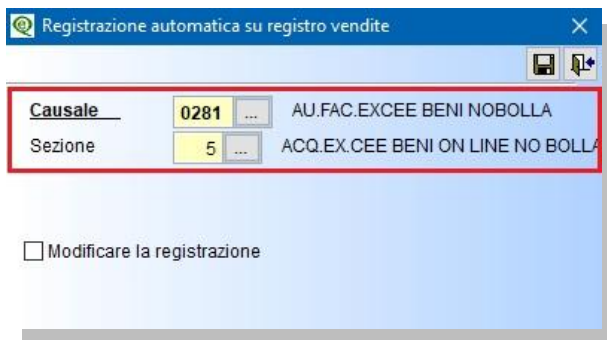 Registrazione automatica su registro vendite
Causale 0281 ... AU.FAC.EXCEE BENI NOBOLLA
Sezione 5 ... ACQ.EX.CEE BENI ON LINE NO BOLLA
Modificare la registrazione